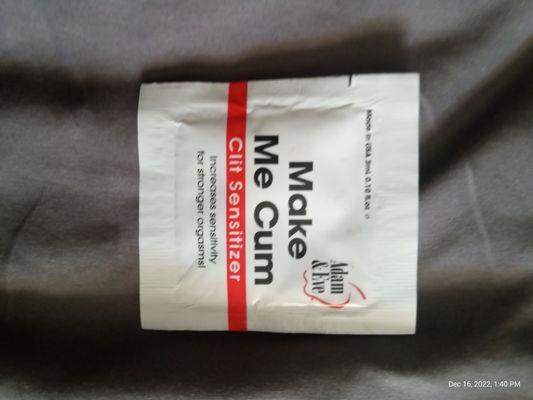 Adam
& Eve
Make
Me Cum
Clit Sensitizer
Increases sensitivity
for stronger orgasms!
Made in USA 3mL 0.10 fl.oz
Dec 16, 2022, 1:40 PM